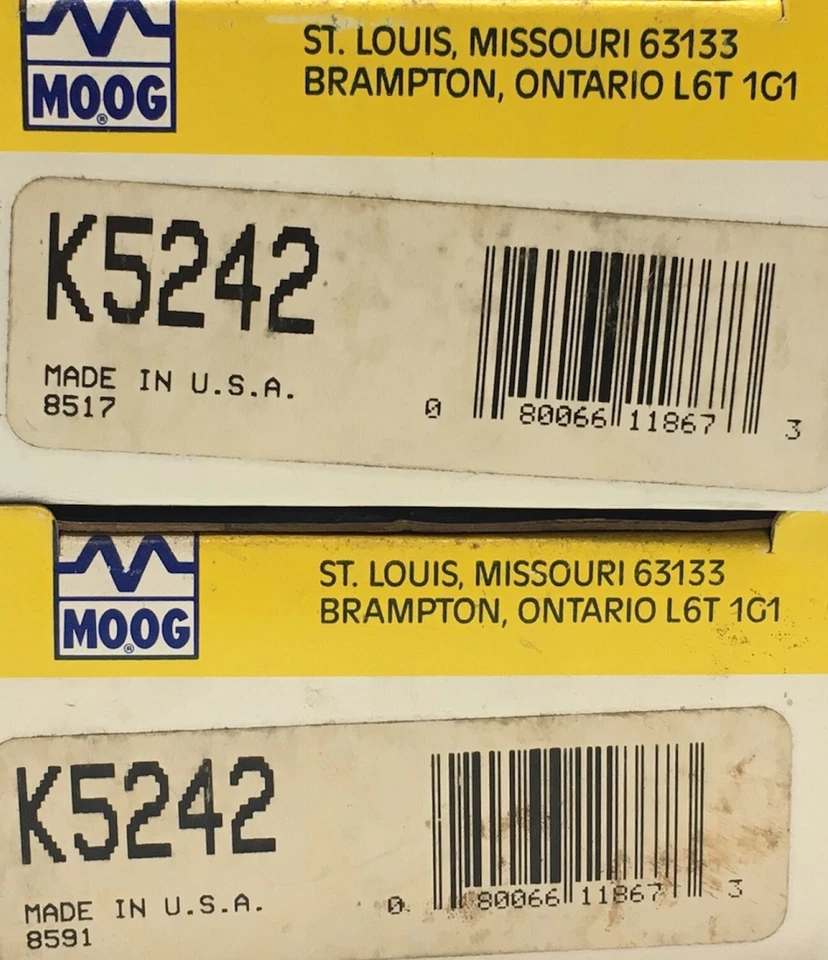 MOOG®
ST. LOUIS, MISSOURI 63133
BRAMPTON, ONTARIO L6T 1G1
K5242
MADE IN U.S.A.
8517
0 80066 11867 3
MOOG®
ST. LOUIS, MISSOURI 63133
BRAMPTON, ONTARIO L6T 1G1
K5242
MADE IN U.S.A.
8591
0 80066 11867 3